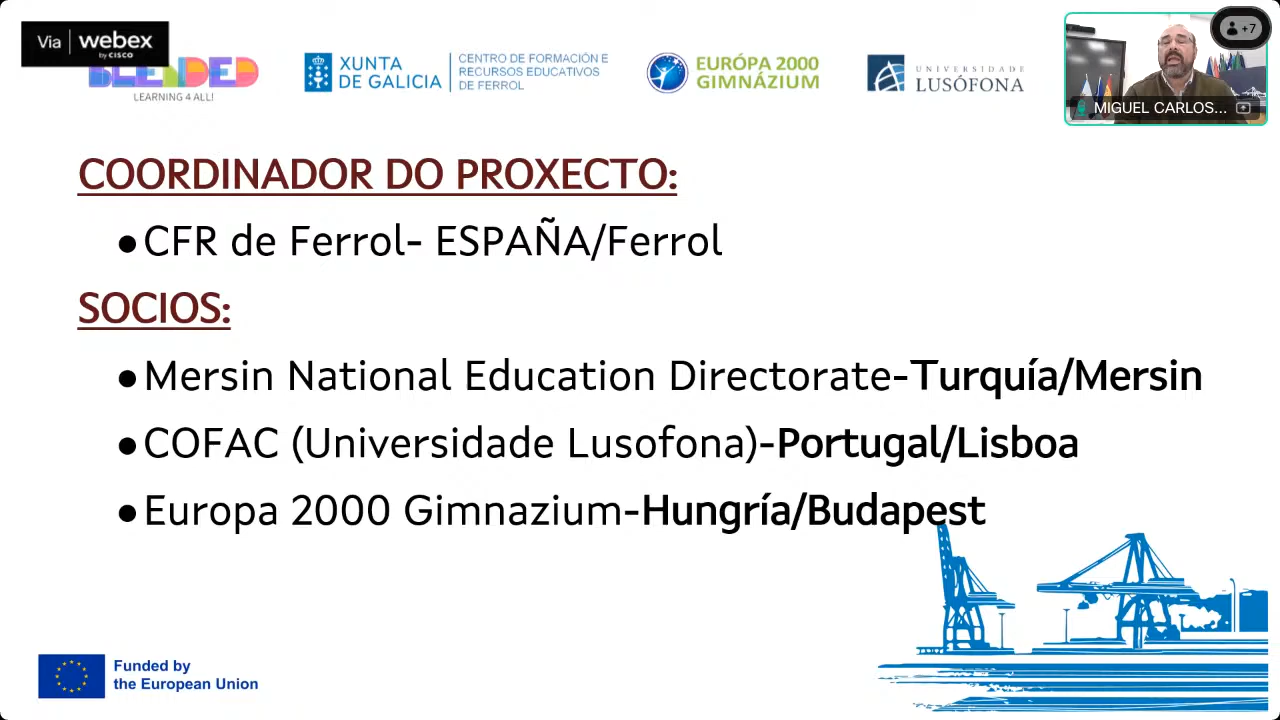 Via webex
by CISCO
BLENDED
LEARNING 4 ALL!
XUNTA
DE GALICIA
CENTRO DE FORMACIÓN E
RECURSOS EDUCATIVOS
DE FERROL
EURÓPA 2000
GIMNÁZIUM
UNIVERSIDADE
LUSÓFONA
+7
MIGUEL CARLOS...
COORDINADOR DO PROXECTO:
●CFR de Ferrol- ESPAÑA/Ferrol
SOCIOS:
●Mersin National Education Directorate-Turquía/Mersin
●COFAC (Universidade Lusofona)-Portugal/Lisboa
●Europa 2000 Gimnazium-Hungría/Budapest
Funded by
the European Union